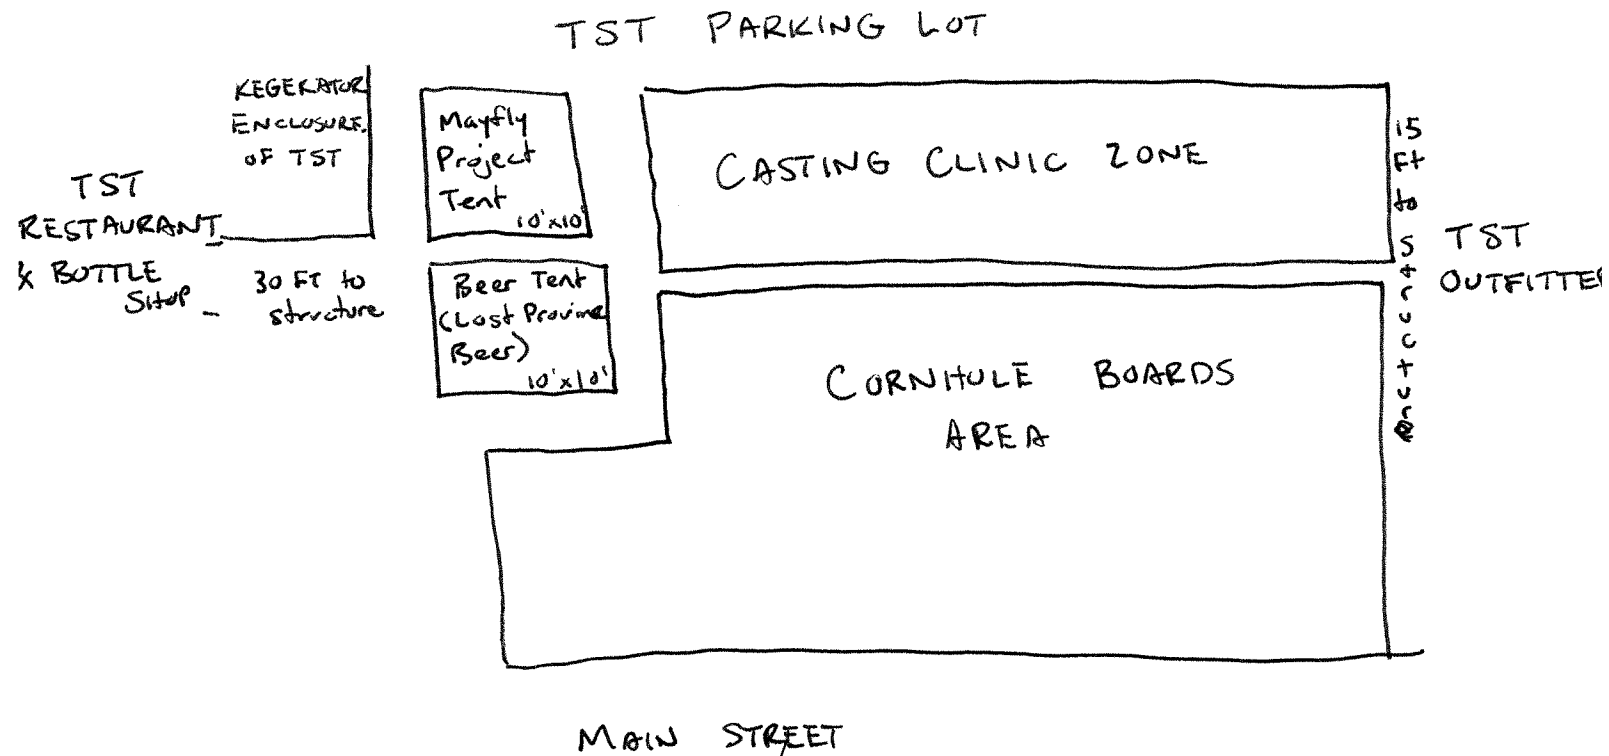 TST PARKING LOT
KEGERATOR
ENCLOSURE
OF TST
Mayfly
Project
Tent
10'x10'
CASTING CLINIC ZONE
15
Ft
to
structure
TST
RESTAURANT
& BOTTLE
SHOP
30 FT to
structure
Beer Tent
(Lost Province
Beer)
10'x10'
TST
OUTFITTER
CORNHOLE BOARDS
AREA
MAIN STREET